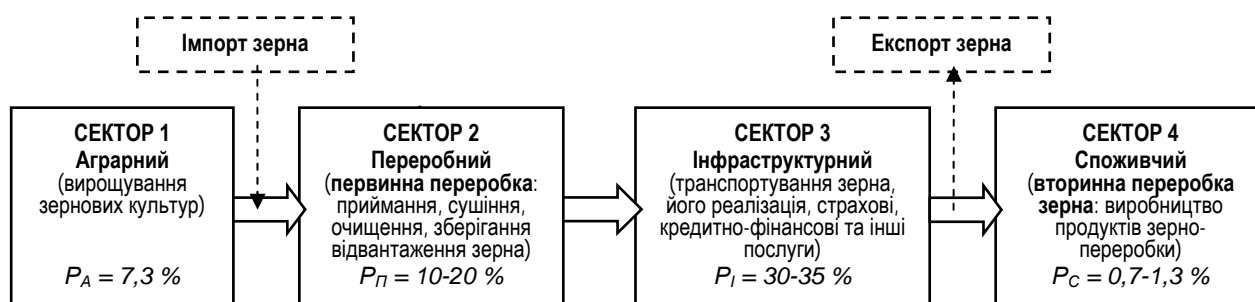 Імпорт зерна
Експорт зерна
СЕКТОР 1
Аграрний
(вирощування
зернових культур)
P_А = 7,3 %
СЕКТОР 2
Переробний
(первинна переробка:
приймання, сушіння,
очищення, зберігання
відвантаження зерна)
P_П = 10-20 %
СЕКТОР 3
Інфраструктурний
(транспортування зерна,
його реалізація, страхові,
кредитно-фінансові та інші
послуги)
P_І = 30-35 %
СЕКТОР 4
Споживчий
(вторинна переробка
зерна: виробництво
продуктів зерно-
переробки)
P_С = 0,7-1,3 %